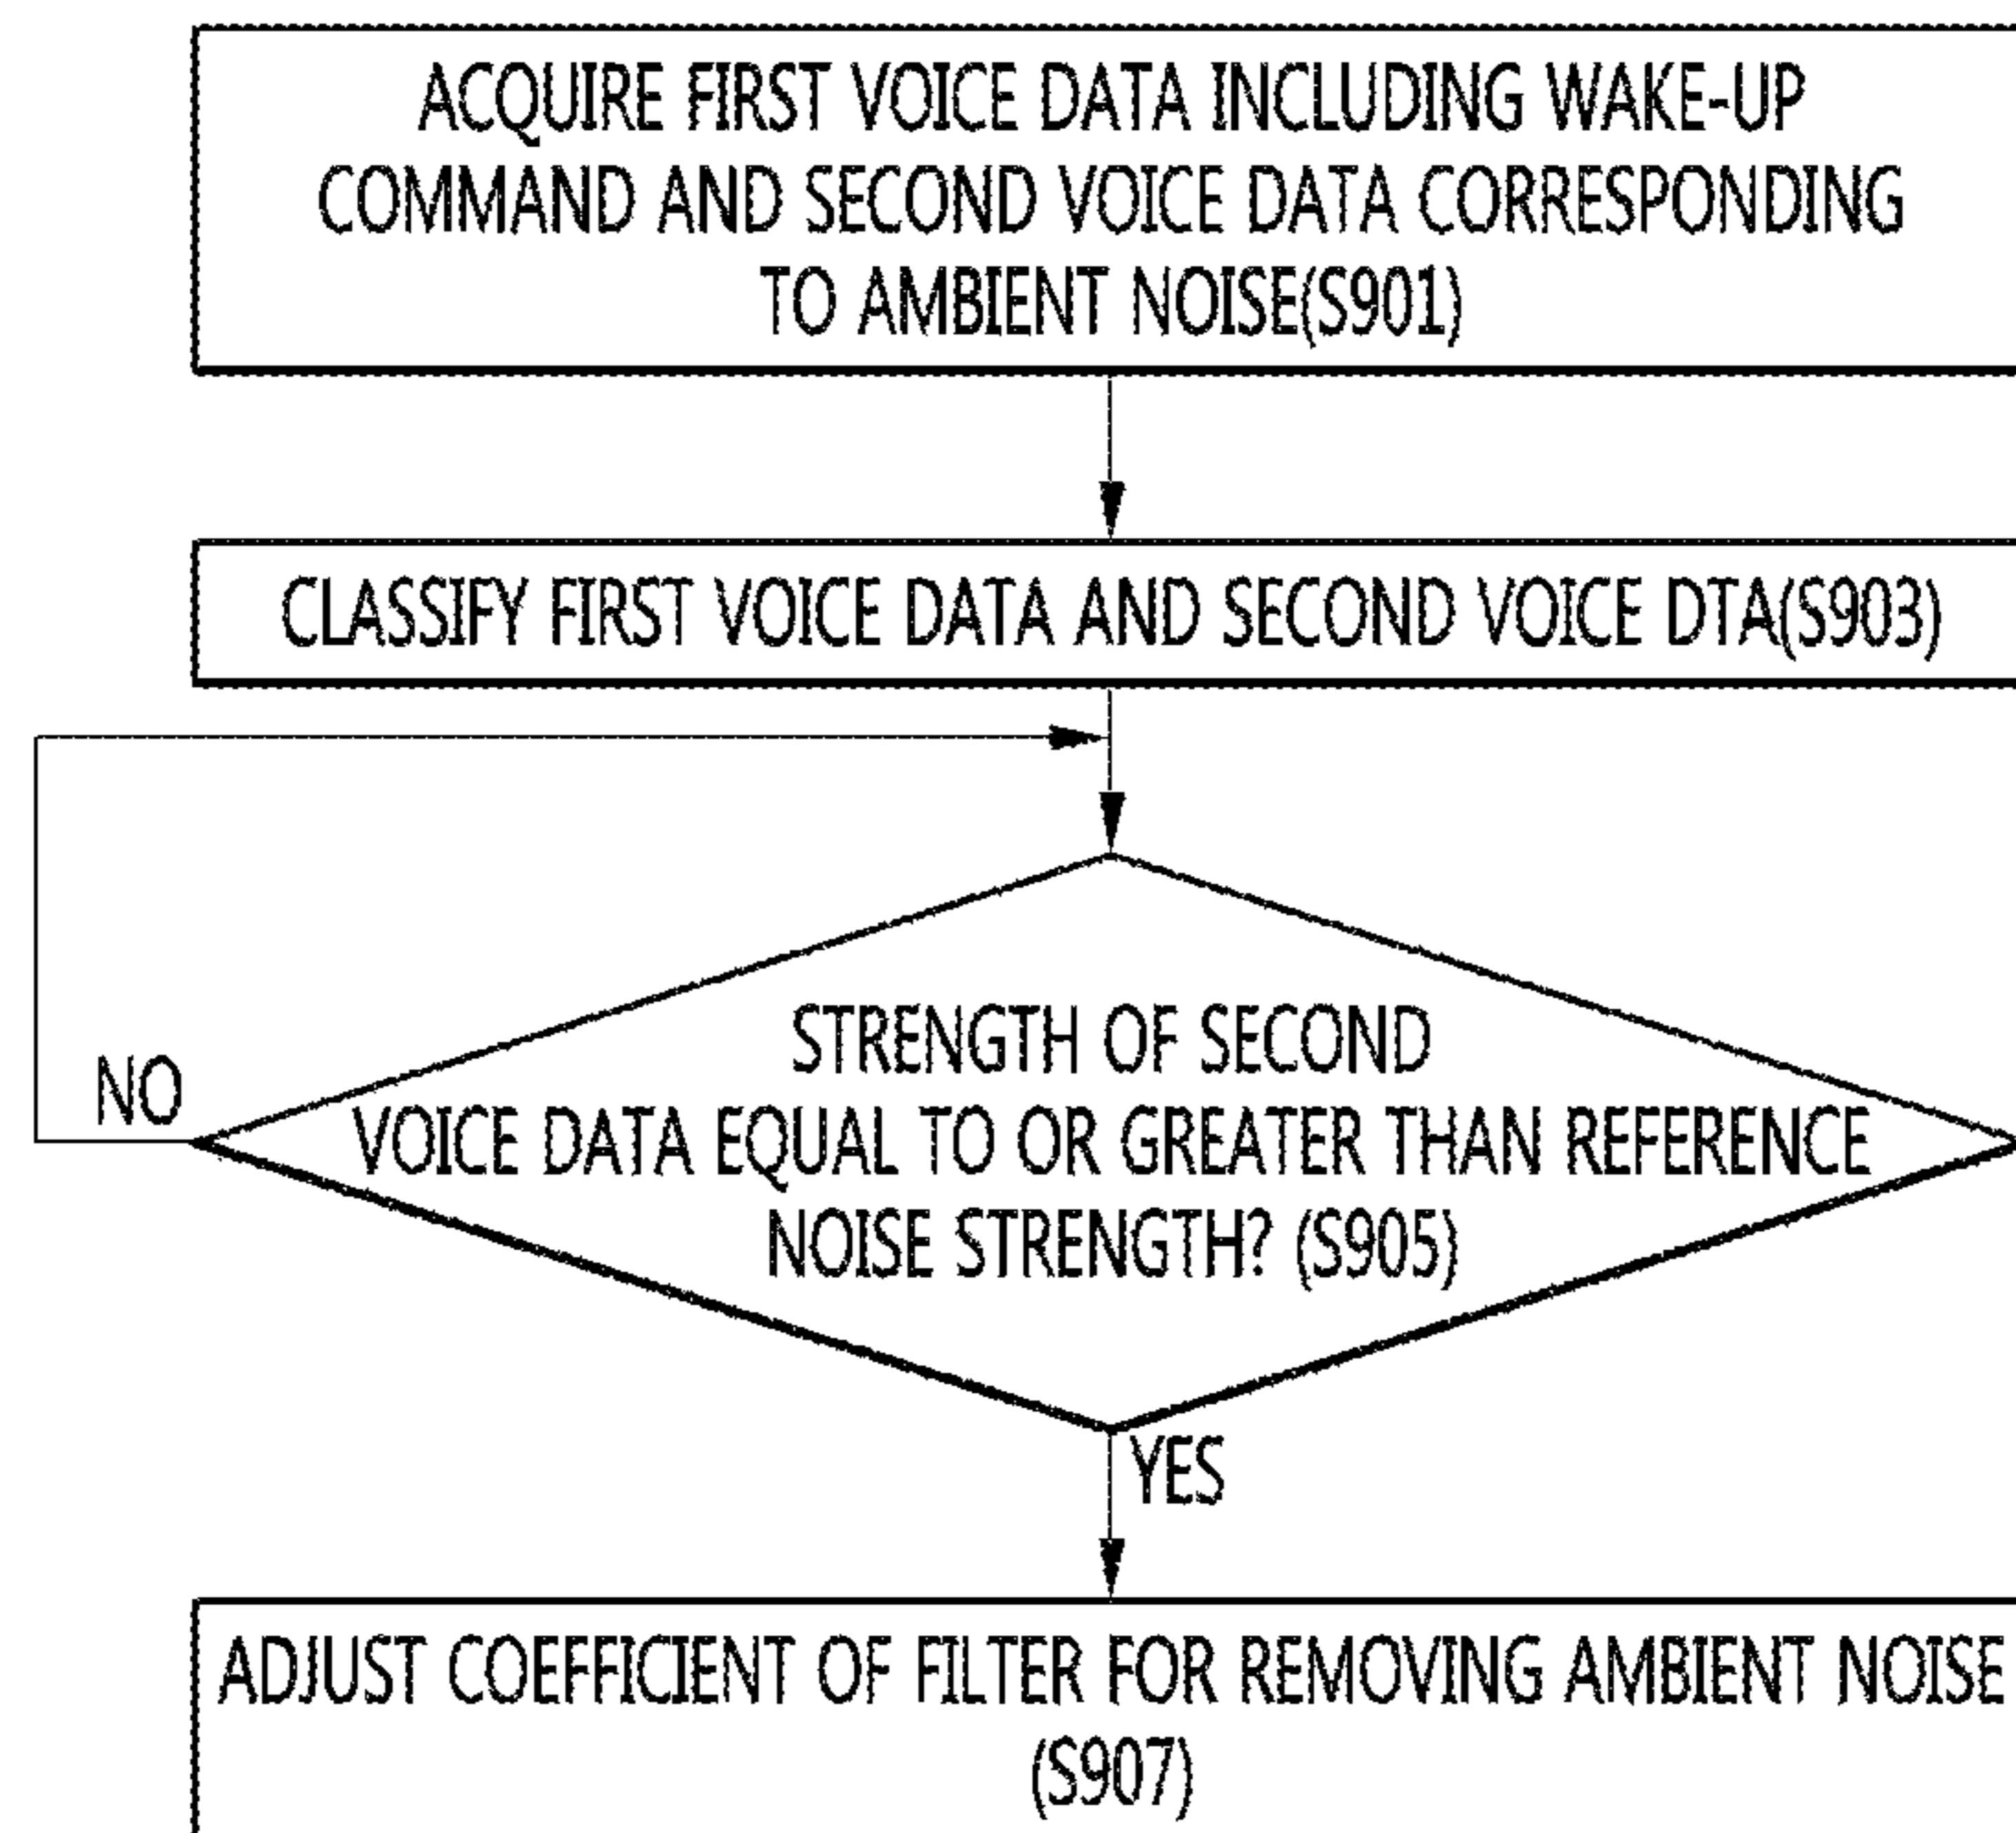 ACQUIRE FIRST VOICE DATA INCLUDING WAKE-UP
COMMAND AND SECOND VOICE DATA CORRESPONDING
TO AMBIENT NOISE(S901)
CLASSIFY FIRST VOICE DATA AND SECOND VOICE DTA(S903)
STRENGTH OF SECOND
VOICE DATA EQUAL TO OR GREATER THAN REFERENCE
NOISE STRENGTH? (S905)
NO
YES
ADJUST COEFFICIENT OF FILTER FOR REMOVING AMBIENT NOISE
(S907)